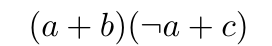 (a + b)(¬a + c)